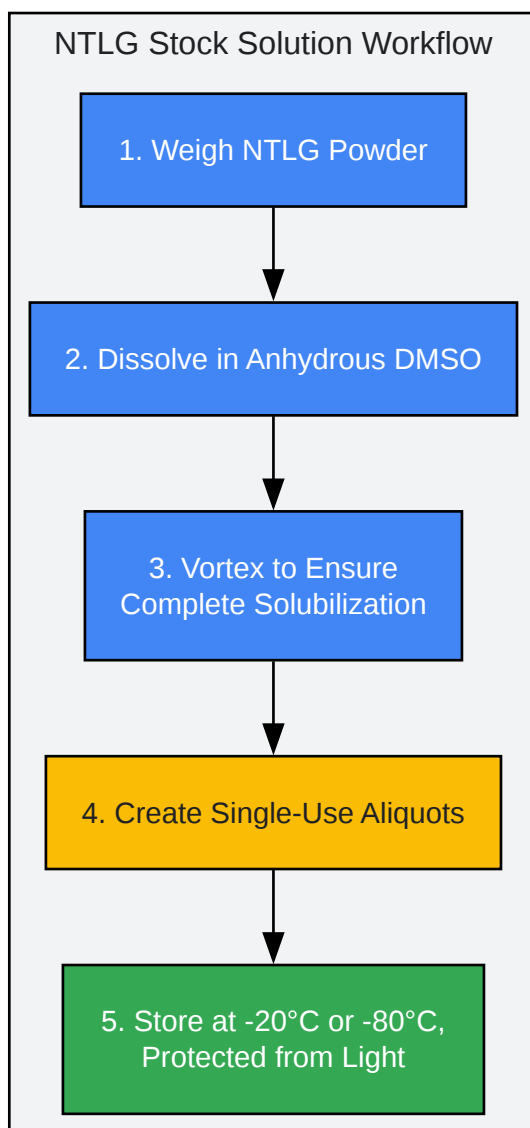 NTLG Stock Solution Workflow
1. Weigh NTLG Powder
2. Dissolve in Anhydrous DMSO
3. Vortex to Ensure
Complete Solubilization
4. Create Single-Use Aliquots
5. Store at -20°C or -80°C,
Protected from Light